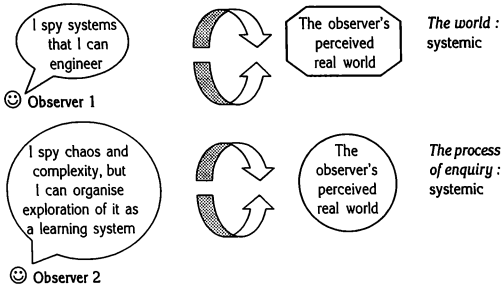 I spy systems
that I can
engineer
Observer 1
The observer's
perceived
real world
The world :
systemic
I spy chaos and
complexity, but
I can organise
exploration of it as
a learning system
Observer 2
The
observer's
perceived
real world
The process
of enquiry :
systemic